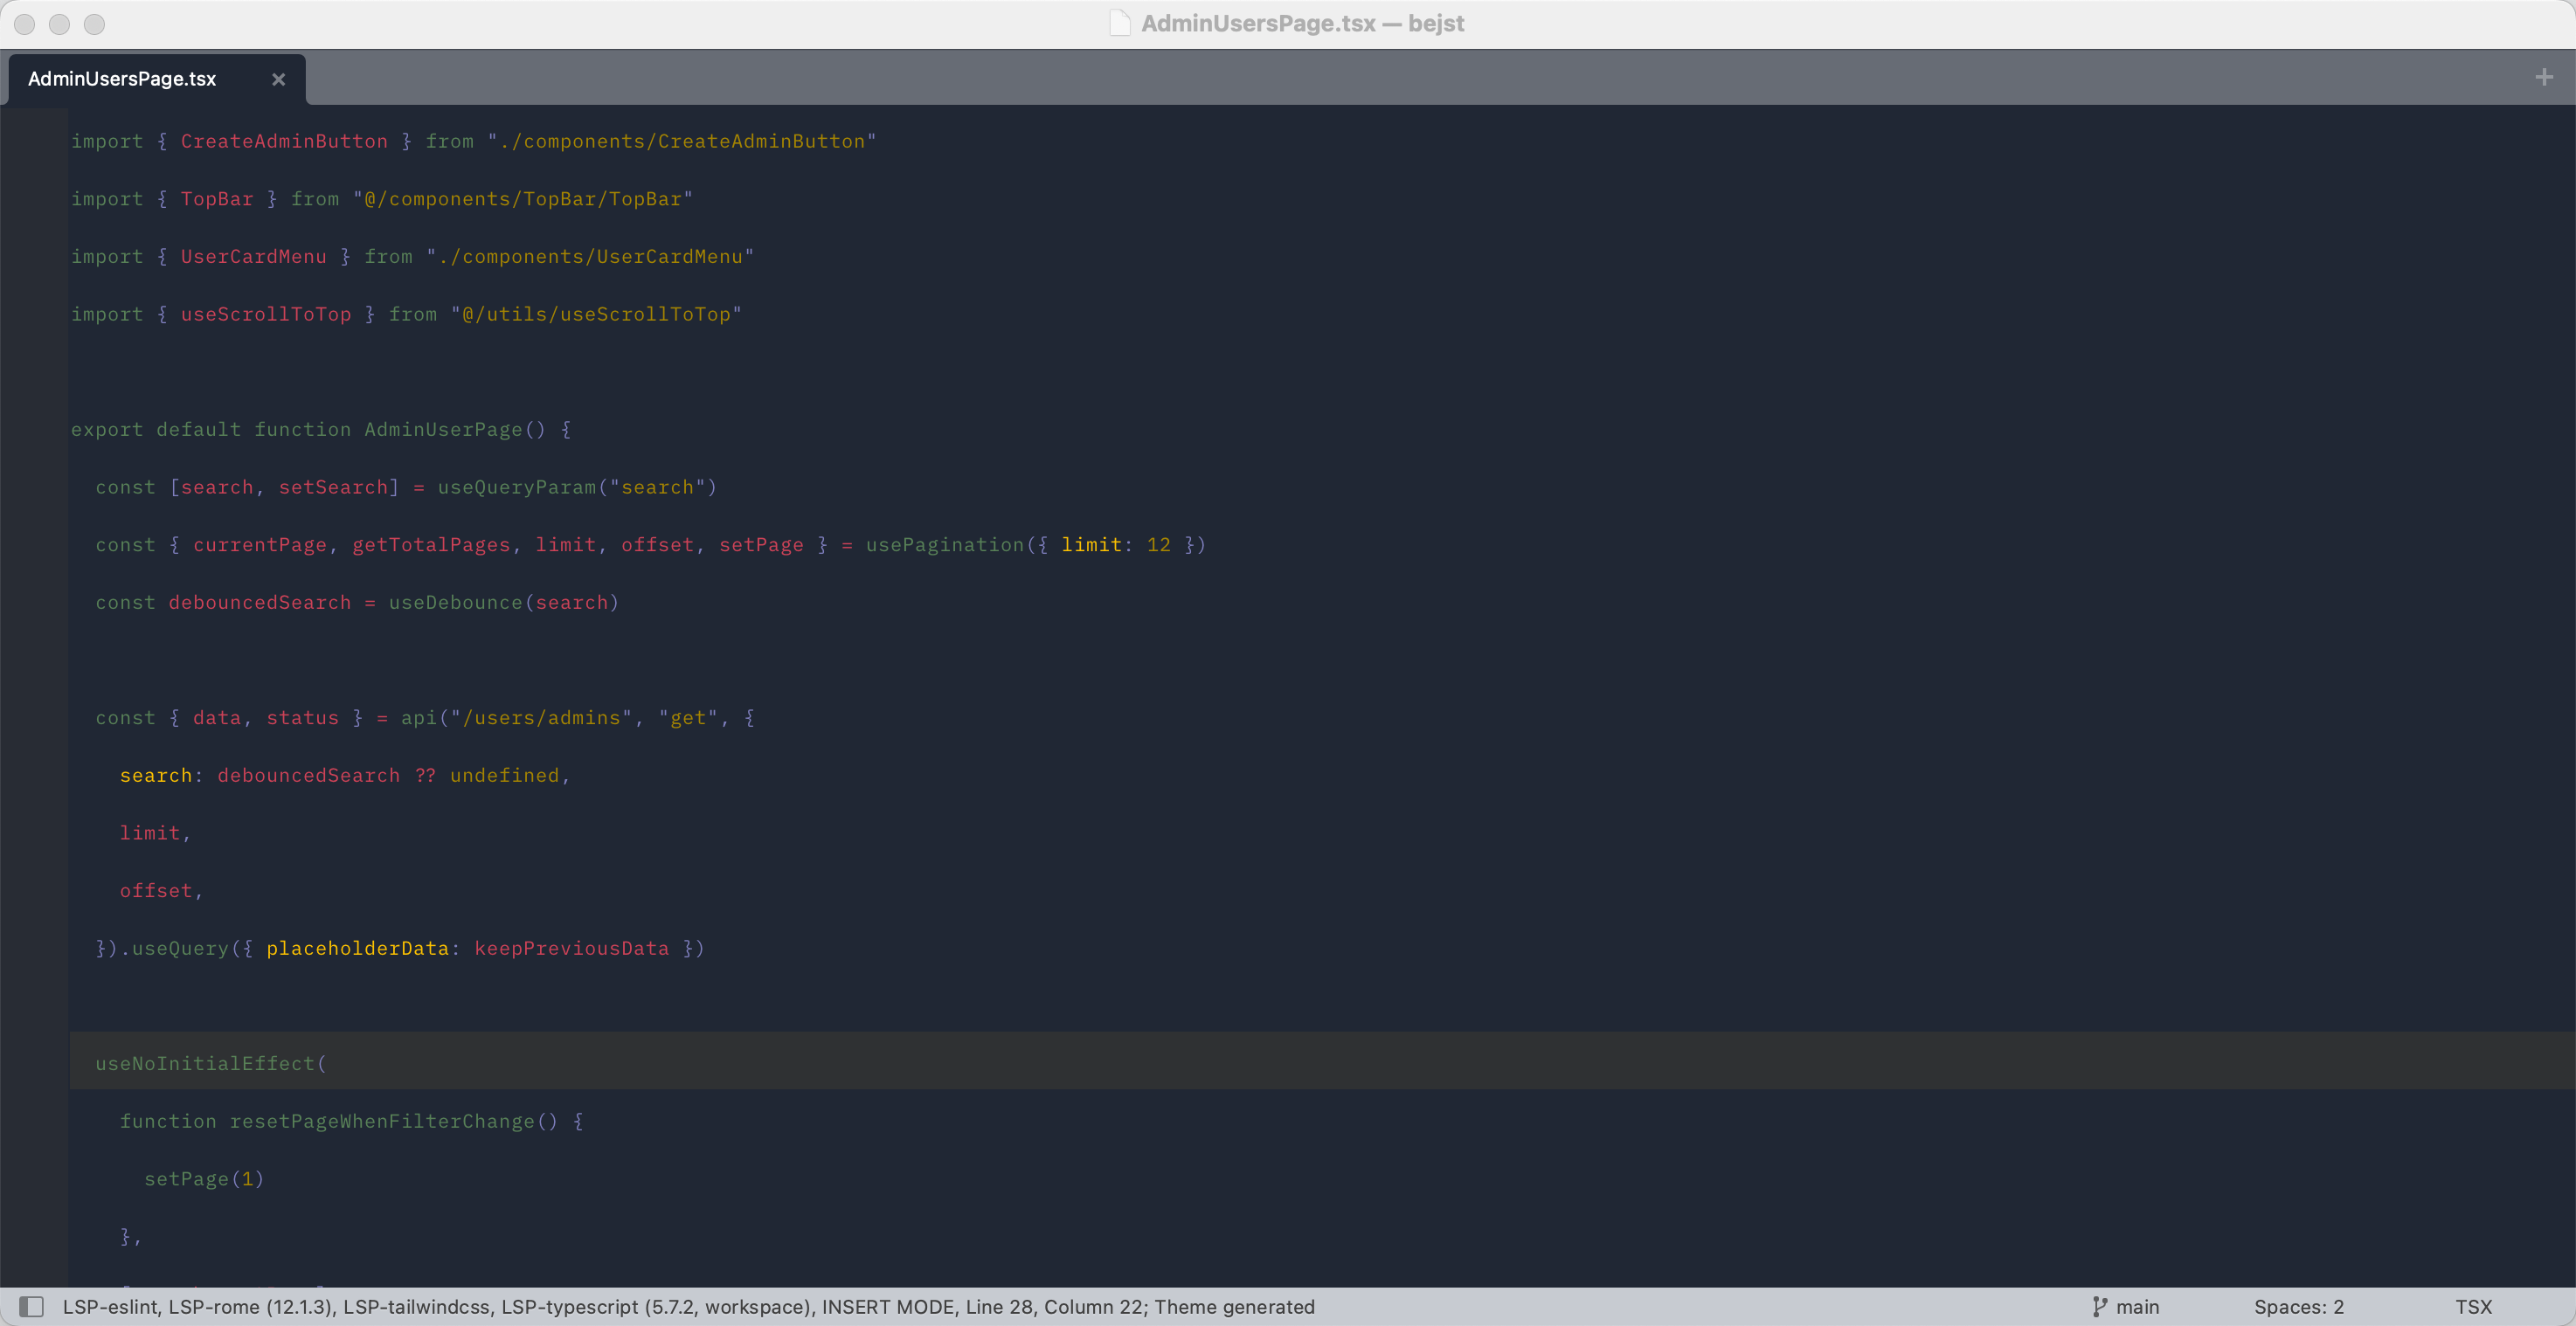 AdminUsersPage.tsx — bejst
AdminUsersPage.tsx
import { CreateAdminButton } from "./components/CreateAdminButton"
import { TopBar } from "@/components/TopBar/TopBar"
import { UserCardMenu } from "./components/UserCardMenu"
import { useScrollToTop } from "@/utils/useScrollToTop"
export default function AdminUserPage() {
  const [search, setSearch] = useQueryParam("search")
  const { currentPage, getTotalPages, limit, offset, setPage } = usePagination({ limit: 12 })
  const debouncedSearch = useDebounce(search)
  const { data, status } = api("/users/admins", "get", {
    search: debouncedSearch ?? undefined,
    limit,
    offset,
  }).useQuery({ placeholderData: keepPreviousData })
  useNoInitialEffect(
    function resetPageWhenFilterChange() {
      setPage(1)
    },
LSP-eslint, LSP-rome (12.1.3), LSP-tailwindcss, LSP-typescript (5.7.2, workspace), INSERT MODE, Line 28, Column 22; Theme generated main Spaces: 2 TSX